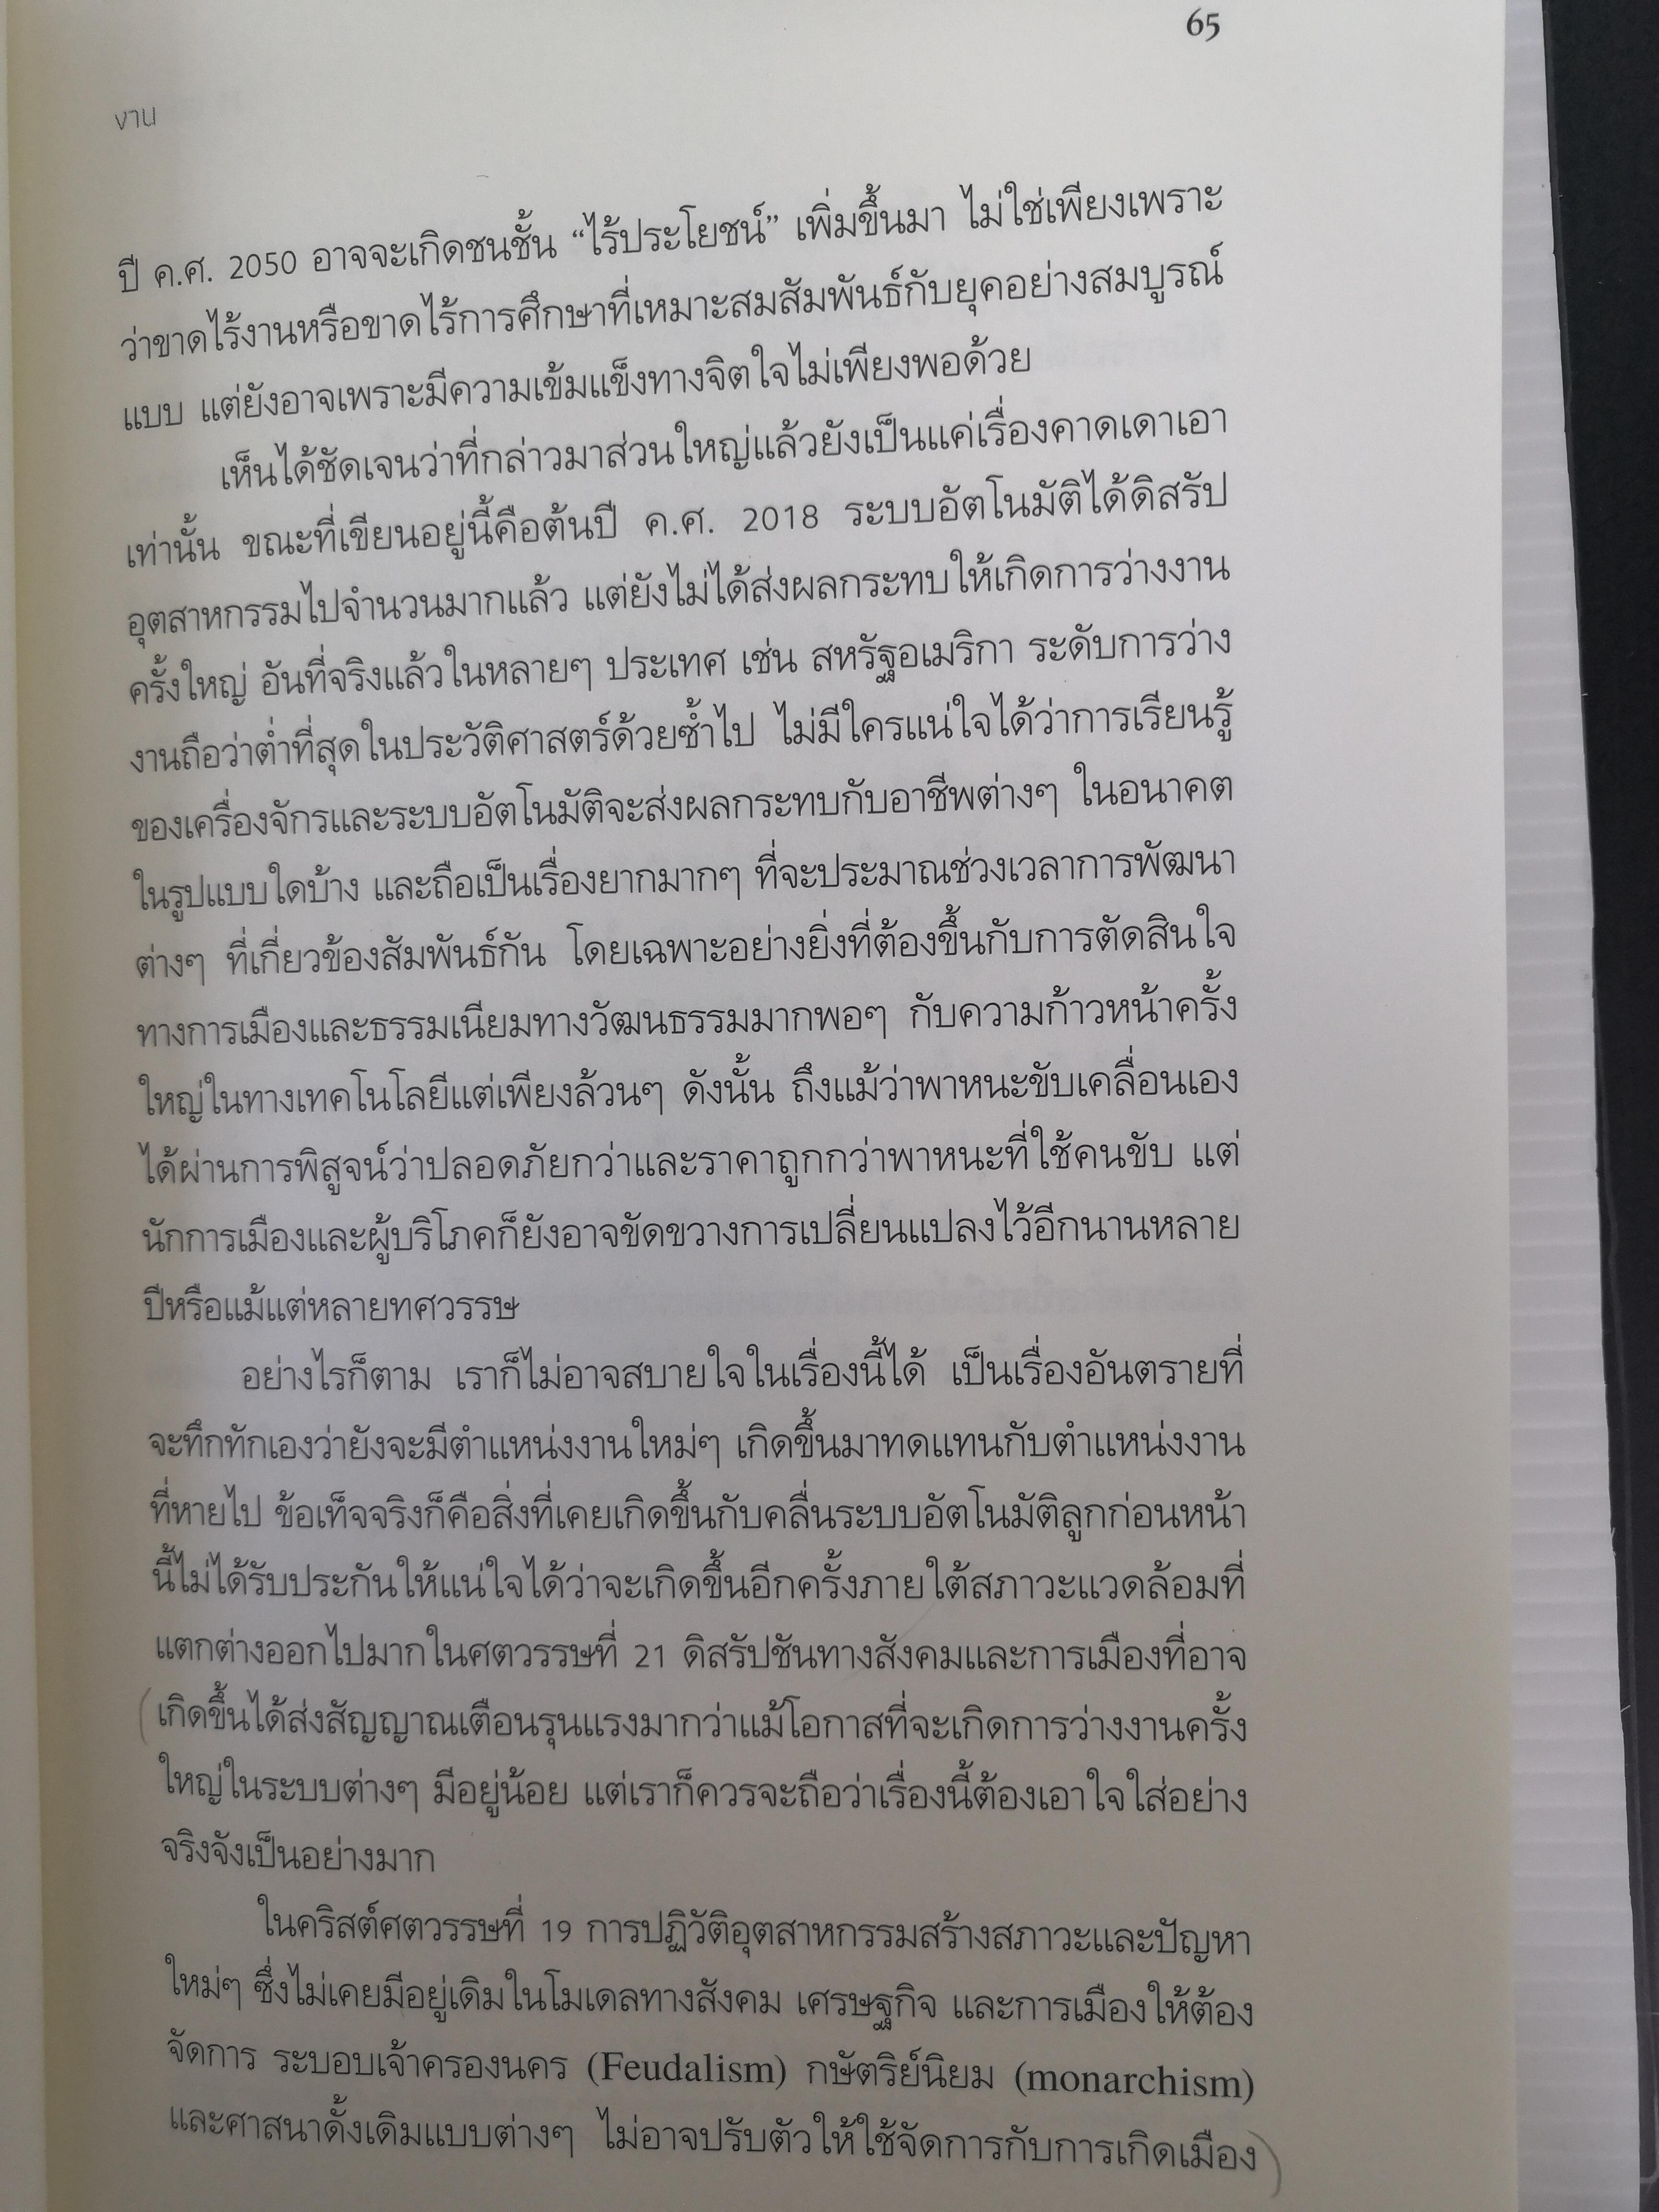 65
งาน
ปี ค.ศ. 2050 อาจจะเกิดชนชั้น “ไร้ประโยชน์” เพิ่มขึ้นมา ไม่ใช่เพียงเพราะ
ว่าขาดไร้งานหรือขาดไร้การศึกษาที่เหมาะสมสัมพันธ์กับยุคอย่างสมบูรณ์
แบบ แต่ยังอาจเพราะมีความเข้มแข็งทางจิตใจไม่เพียงพอด้วย
เห็นได้ชัดเจนว่าที่กล่าวมาส่วนใหญ่แล้วยังเป็นแค่เรื่องคาดเดาเอา
เท่านั้น ขณะที่เขียนอยู่นี้คือต้นปี ค.ศ. 2018 ระบบอัตโนมัติได้ดิสรัป
อุตสาหกรรมไปจำนวนมากแล้ว แต่ยังไม่ได้ส่งผลกระทบให้เกิดการว่างงาน
ครั้งใหญ่ อันที่จริงแล้วในหลายๆ ประเทศ เช่น สหรัฐอเมริกา ระดับการว่าง
งานถือว่าต่ำที่สุดในประวัติศาสตร์ด้วยซ้ำไป ไม่มีใครแน่ใจได้ว่าการเรียนรู้
ของเครื่องจักรและระบบอัตโนมัติจะส่งผลกระทบกับอาชีพต่างๆ ในอนาคต
ในรูปแบบใดบ้าง และถือเป็นเรื่องยากมากๆ ที่จะประมาณช่วงเวลาการพัฒนา
ต่างๆ ที่เกี่ยวข้องสัมพันธ์กัน โดยเฉพาะอย่างยิ่งที่ต้องขึ้นกับการตัดสินใจ
ทางการเมืองและธรรมเนียมทางวัฒนธรรมมากพอๆ กับความก้าวหน้าครั้ง
ใหญ่ในทางเทคโนโลยีแต่เพียงล้วนๆ ดังนั้น ถึงแม้ว่าพาหนะขับเคลื่อนเอง
ได้ผ่านการพิสูจน์ว่าปลอดภัยกว่าและราคาถูกกว่าพาหนะที่ใช้คนขับ แต่
นักการเมืองและผู้บริโภคก็ยังอาจขัดขวางการเปลี่ยนแปลงไว้อีกนานหลาย
ปีหรือแม้แต่หลายทศวรรษ
อย่างไรก็ตาม เราก็ไม่อาจสบายใจในเรื่องนี้ได้ เป็นเรื่องอันตรายที่
จะทึกทักเองว่ายังจะมีตำแหน่งงานใหม่ๆ เกิดขึ้นมาทดแทนกับตำแหน่งงาน
ที่หายไป ข้อเท็จจริงก็คือสิ่งที่เคยเกิดขึ้นกับคลื่นระบบอัตโนมัติลูกก่อนหน้า
นี้ไม่ได้รับประกันให้แน่ใจได้ว่าจะเกิดขึ้นอีกครั้งภายใต้สภาวะแวดล้อมที่
แตกต่างออกไปมากในศตวรรษที่ 21 ดิสรัปชันทางสังคมและการเมืองที่อาจ
เกิดขึ้นได้ส่งสัญญาณเตือนรุนแรงมากว่าแม้โอกาสที่จะเกิดการว่างงานครั้ง
ใหญ่ในระบบต่างๆ มีอยู่น้อย แต่เราก็ควรจะถือว่าเรื่องนี้ต้องเอาใจใส่อย่าง
จริงจังเป็นอย่างมาก
ในคริสต์ศตวรรษที่ 19 การปฏิวัติอุตสาหกรรมสร้างสภาวะและปัญหา
ใหม่ๆ ซึ่งไม่เคยมีอยู่เดิมในโมเดลทางสังคม เศรษฐกิจ และการเมืองให้ต้อง
จัดการ ระบอบเจ้าครองนคร (Feudalism) กษัตริย์นิยม (monarchism)
และศาสนาดั้งเดิมแบบต่างๆ ไม่อาจปรับตัวให้ใช้จัดการกับการเกิดเมือง